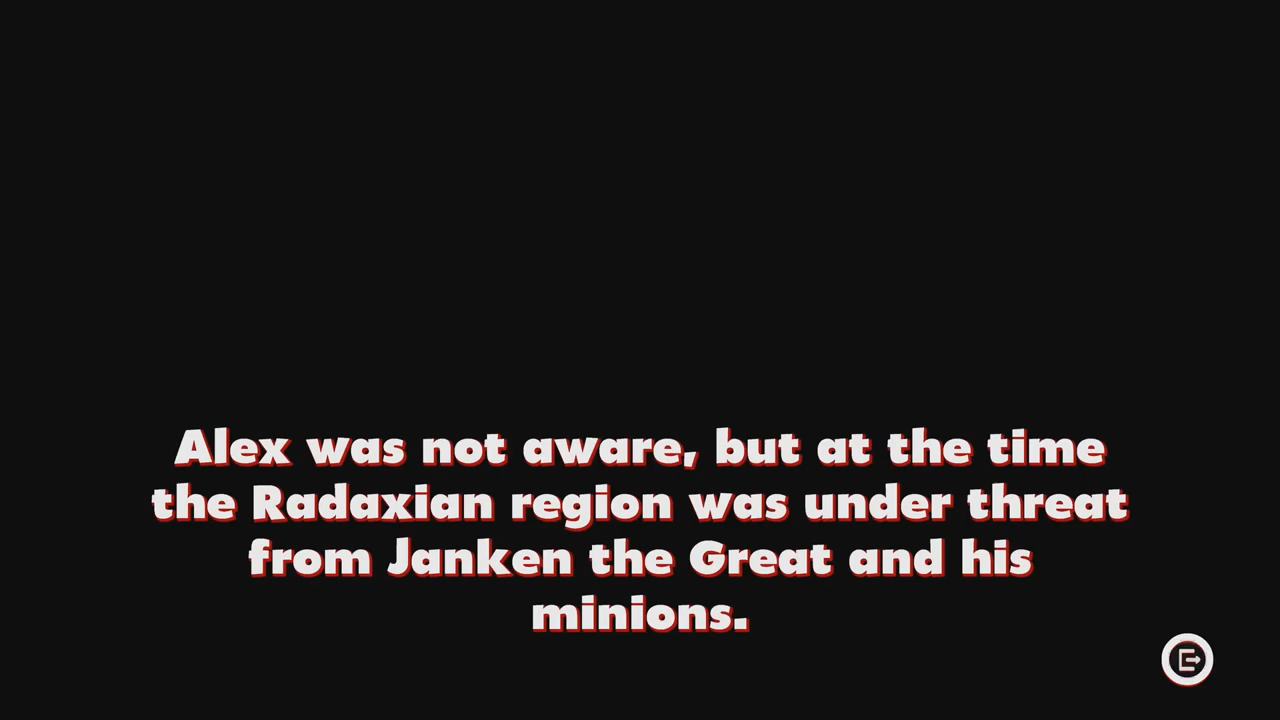 Alex was not aware, but at the time
the Radaxian region was under threat
from Janken the Great and his
minions.